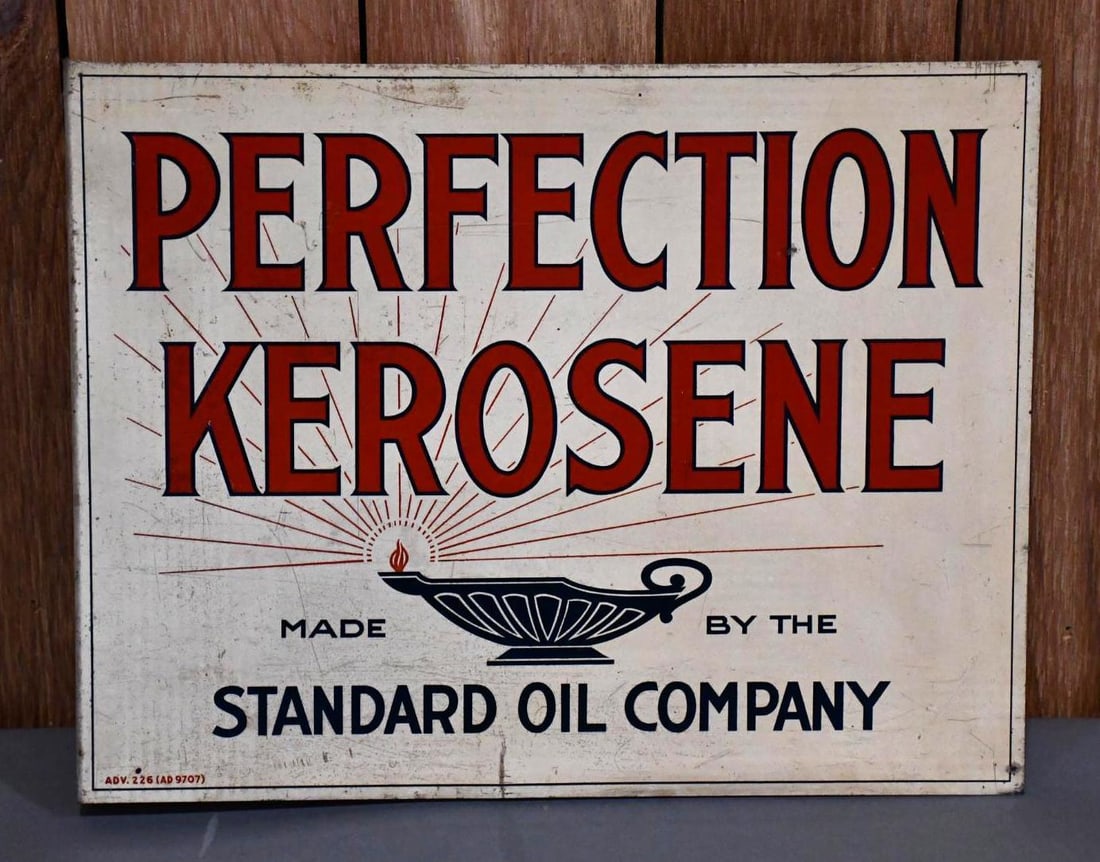 PERFECTION
KEROSENE
MADE BY THE
STANDARD OIL COMPANY
ADV. 226 (AD 9707)